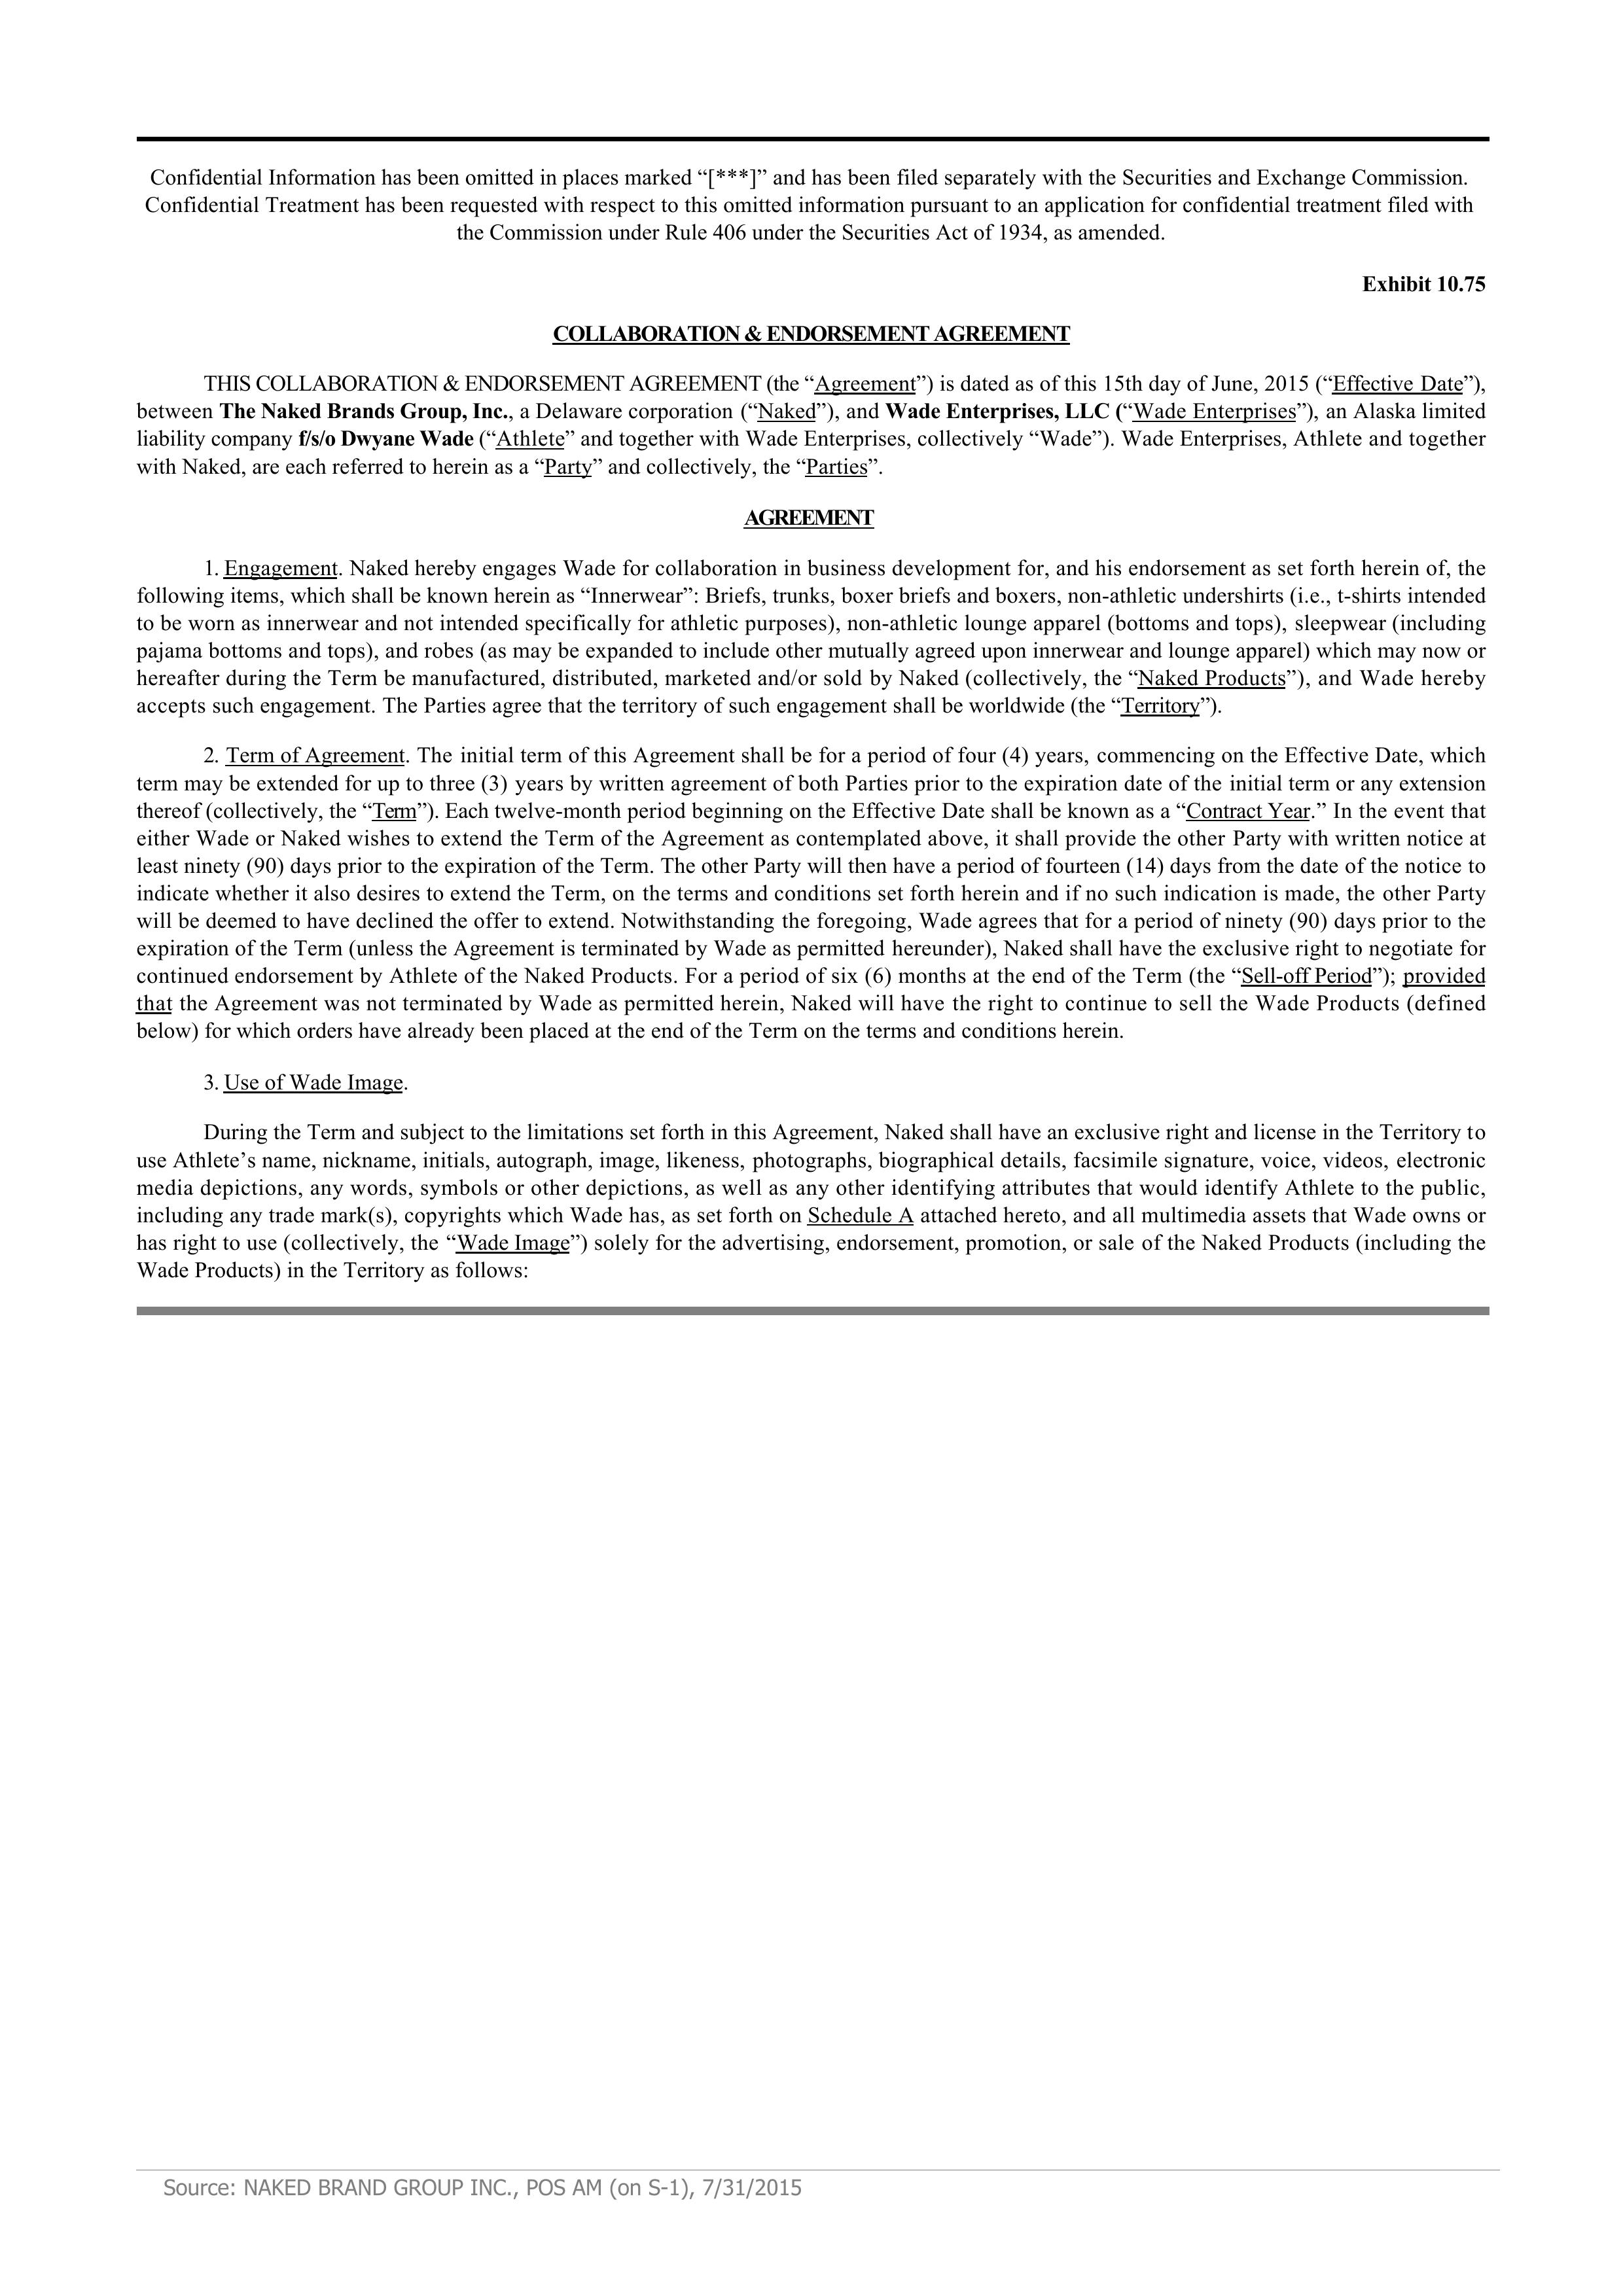 Confidential Information has been omitted in places marked “[***]” and has been filed separately with the Securities and Exchange Commission.
Confidential Treatment has been requested with respect to this omitted information pursuant to an application for confidential treatment filed with
the Commission under Rule 406 under the Securities Act of 1934, as amended.
Exhibit 10.75
COLLABORATION & ENDORSEMENT AGREEMENT
THIS COLLABORATION & ENDORSEMENT AGREEMENT (the “Agreement”) is dated as of this 15th day of June, 2015 (“Effective Date”),
between The Naked Brands Group, Inc., a Delaware corporation (“Naked”), and Wade Enterprises, LLC (“Wade Enterprises”), an Alaska limited
liability company f/s/o Dwyane Wade (“Athlete” and together with Wade Enterprises, collectively “Wade”). Wade Enterprises, Athlete and together
with Naked, are each referred to herein as a “Party” and collectively, the “Parties”.
AGREEMENT
1. Engagement. Naked hereby engages Wade for collaboration in business development for, and his endorsement as set forth herein of, the
following items, which shall be known herein as “Innerwear”: Briefs, trunks, boxer briefs and boxers, non-athletic undershirts (i.e., t-shirts intended
to be worn as innerwear and not intended specifically for athletic purposes), non-athletic lounge apparel (bottoms and tops), sleepwear (including
pajama bottoms and tops), and robes (as may be expanded to include other mutually agreed upon innerwear and lounge apparel) which may now or
hereafter during the Term be manufactured, distributed, marketed and/or sold by Naked (collectively, the “Naked Products”), and Wade hereby
accepts such engagement. The Parties agree that the territory of such engagement shall be worldwide (the “Territory”).
2. Term of Agreement. The initial term of this Agreement shall be for a period of four (4) years, commencing on the Effective Date, which
term may be extended for up to three (3) years by written agreement of both Parties prior to the expiration date of the initial term or any extension
thereof (collectively, the “Term”). Each twelve-month period beginning on the Effective Date shall be known as a “Contract Year.” In the event that
either Wade or Naked wishes to extend the Term of the Agreement as contemplated above, it shall provide the other Party with written notice at
least ninety (90) days prior to the expiration of the Term. The other Party will then have a period of fourteen (14) days from the date of the notice to
indicate whether it also desires to extend the Term, on the terms and conditions set forth herein and if no such indication is made, the other Party
will be deemed to have declined the offer to extend. Notwithstanding the foregoing, Wade agrees that for a period of ninety (90) days prior to the
expiration of the Term (unless the Agreement is terminated by Wade as permitted hereunder), Naked shall have the exclusive right to negotiate for
continued endorsement by Athlete of the Naked Products. For a period of six (6) months at the end of the Term (the “Sell-off Period”); provided
that the Agreement was not terminated by Wade as permitted herein, Naked will have the right to continue to sell the Wade Products (defined
below) for which orders have already been placed at the end of the Term on the terms and conditions herein.
3. Use of Wade Image.
During the Term and subject to the limitations set forth in this Agreement, Naked shall have an exclusive right and license in the Territory to
use Athlete’s name, nickname, initials, autograph, image, likeness, photographs, biographical details, facsimile signature, voice, videos, electronic
media depictions, any words, symbols or other depictions, as well as any other identifying attributes that would identify Athlete to the public,
including any trade mark(s), copyrights which Wade has, as set forth on Schedule A attached hereto, and all multimedia assets that Wade owns or
has right to use (collectively, the “Wade Image”) solely for the advertising, endorsement, promotion, or sale of the Naked Products (including the
Wade Products) in the Territory as follows:
Source: NAKED BRAND GROUP INC., POS AM (on S-1), 7/31/2015